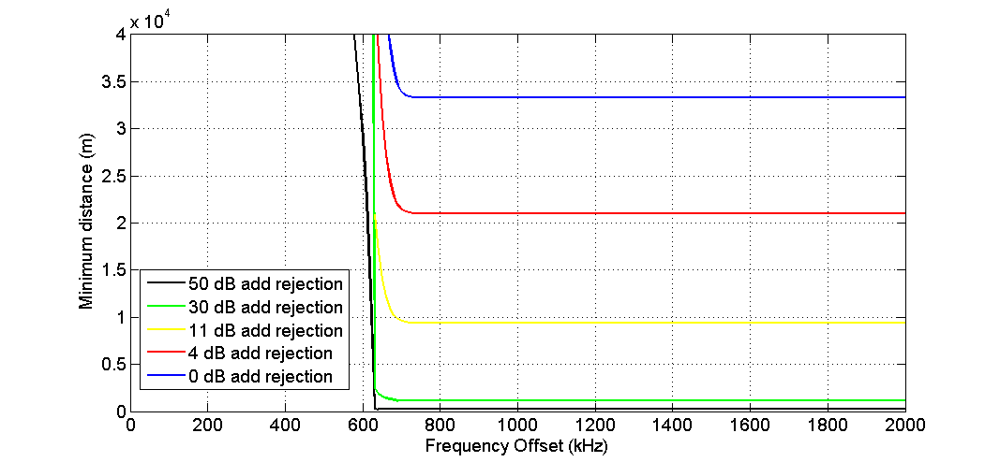 x 10⁴
4
3.5
3
2.5
2
1.5
1
0.5
0
Minimum distance (m)
50 dB add rejection
30 dB add rejection
11 dB add rejection
4 dB add rejection
0 dB add rejection
0 200 400 600 800 1000 1200 1400 1600 1800 2000
Frequency Offset (kHz)